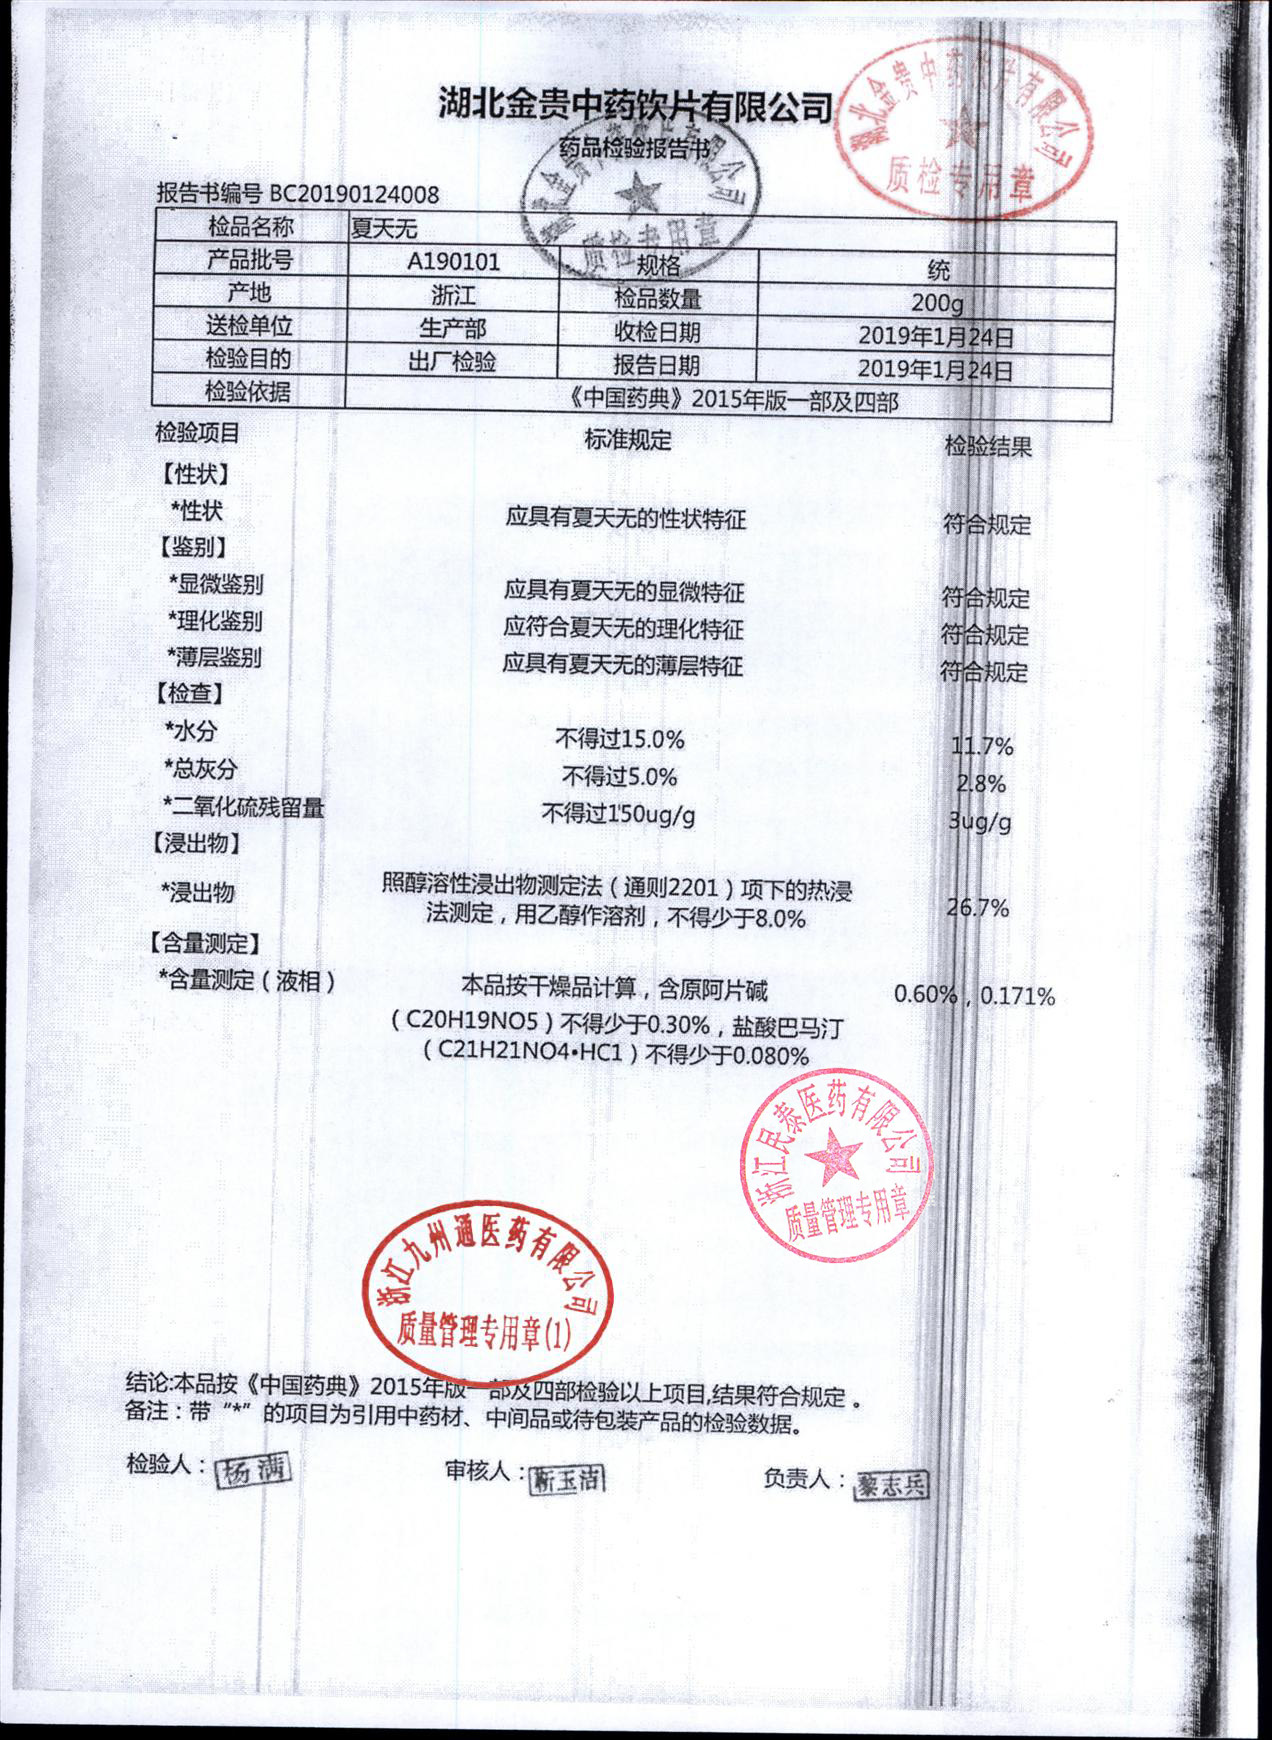 湖北金贵中药饮片有限公司
药品检验报告书
湖北金贵中药饮片有限公司
质检专用章
湖北金贵中药饮片有限公司
质检专用章
报告书编号 BC20190124008
检品名称 夏天无
产品批号 A190101 规格 统
产地 浙江 检品数量 200g
送检单位 生产部 收检日期 2019年1月24日
检验目的 出厂检验 报告日期 2019年1月24日
检验依据 《中国药典》2015年版一部及四部
检验项目 标准规定 检验结果
【性状】
*性状 应具有夏天无的性状特征 符合规定
【鉴别】
*显微鉴别 应具有夏天无的显微特征 符合规定
*理化鉴别 应符合夏天无的理化特征 符合规定
*薄层鉴别 应具有夏天无的薄层特征 符合规定
【检查】
*水分 不得过15.0% 11.7%
*总灰分 不得过5.0% 2.8%
*二氧化硫残留量 不得过150ug/g 3ug/g
【浸出物】
*浸出物 照醇溶性浸出物测定法（通则2201）项下的热浸 26.7%
法测定，用乙醇作溶剂，不得少于8.0%
【含量测定】
*含量测定（液相） 本品按干燥品计算，含原阿片碱 0.60%，0.171%
（C20H19NO5）不得少于0.30%，盐酸巴马汀
（C21H21NO4•HC1）不得少于0.080%
浙江民泰医药有限公司
质量管理专用章
浙江九州通医药有限公司
质量管理专用章(1)
结论:本品按《中国药典》2015年版一部及四部检验以上项目,结果符合规定。
备注：带“*”的项目为引用中药材、中间品或待包装产品的检验数据。
检验人：杨满 审核人：靳玉洁 负责人：黎志兵